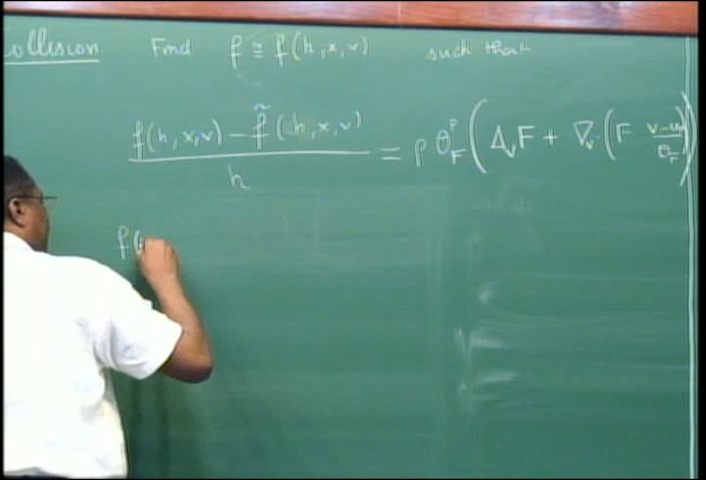 ollision Find f ≡ f(h,x,v) such that
f(h,x,v) − f̃(h,x,v) / h = ρ θ_F^p ( Δ_v F + ∇_v · ( F v−u / θ_F ) )
f(